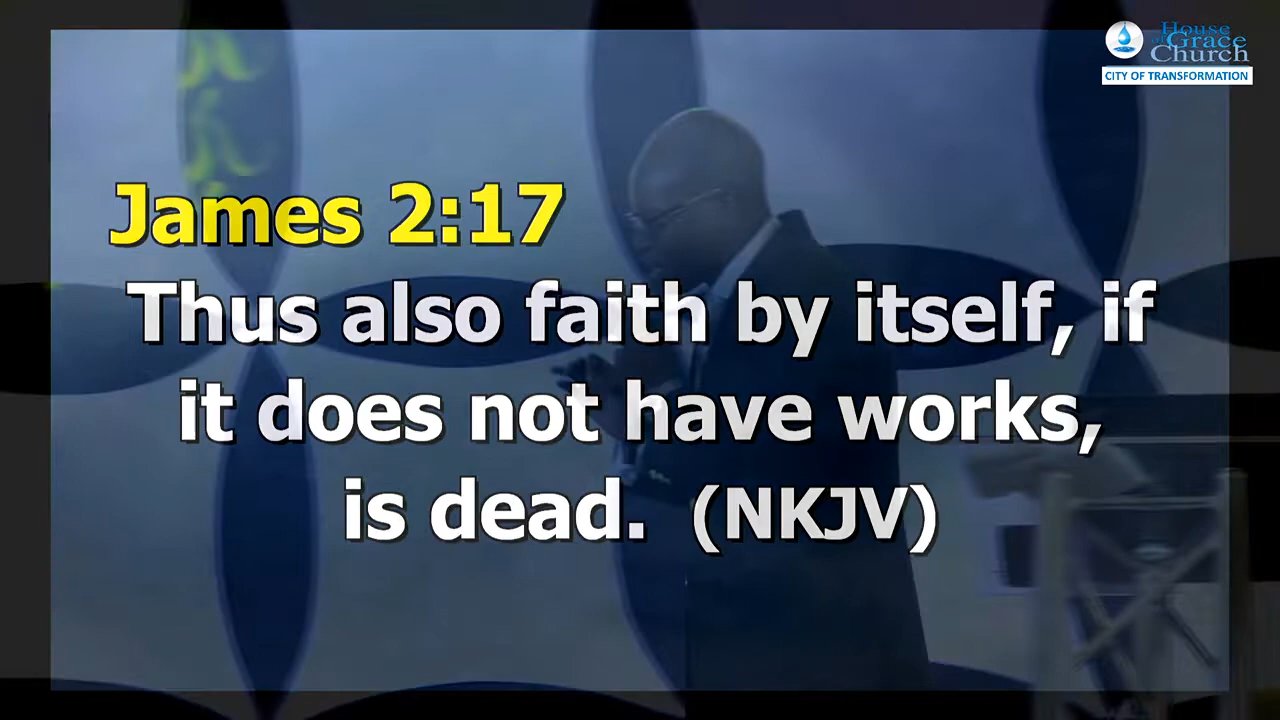 House
of Grace
Church
CITY OF TRANSFORMATION
James 2:17
Thus also faith by itself, if
it does not have works,
is dead. (NKJV)